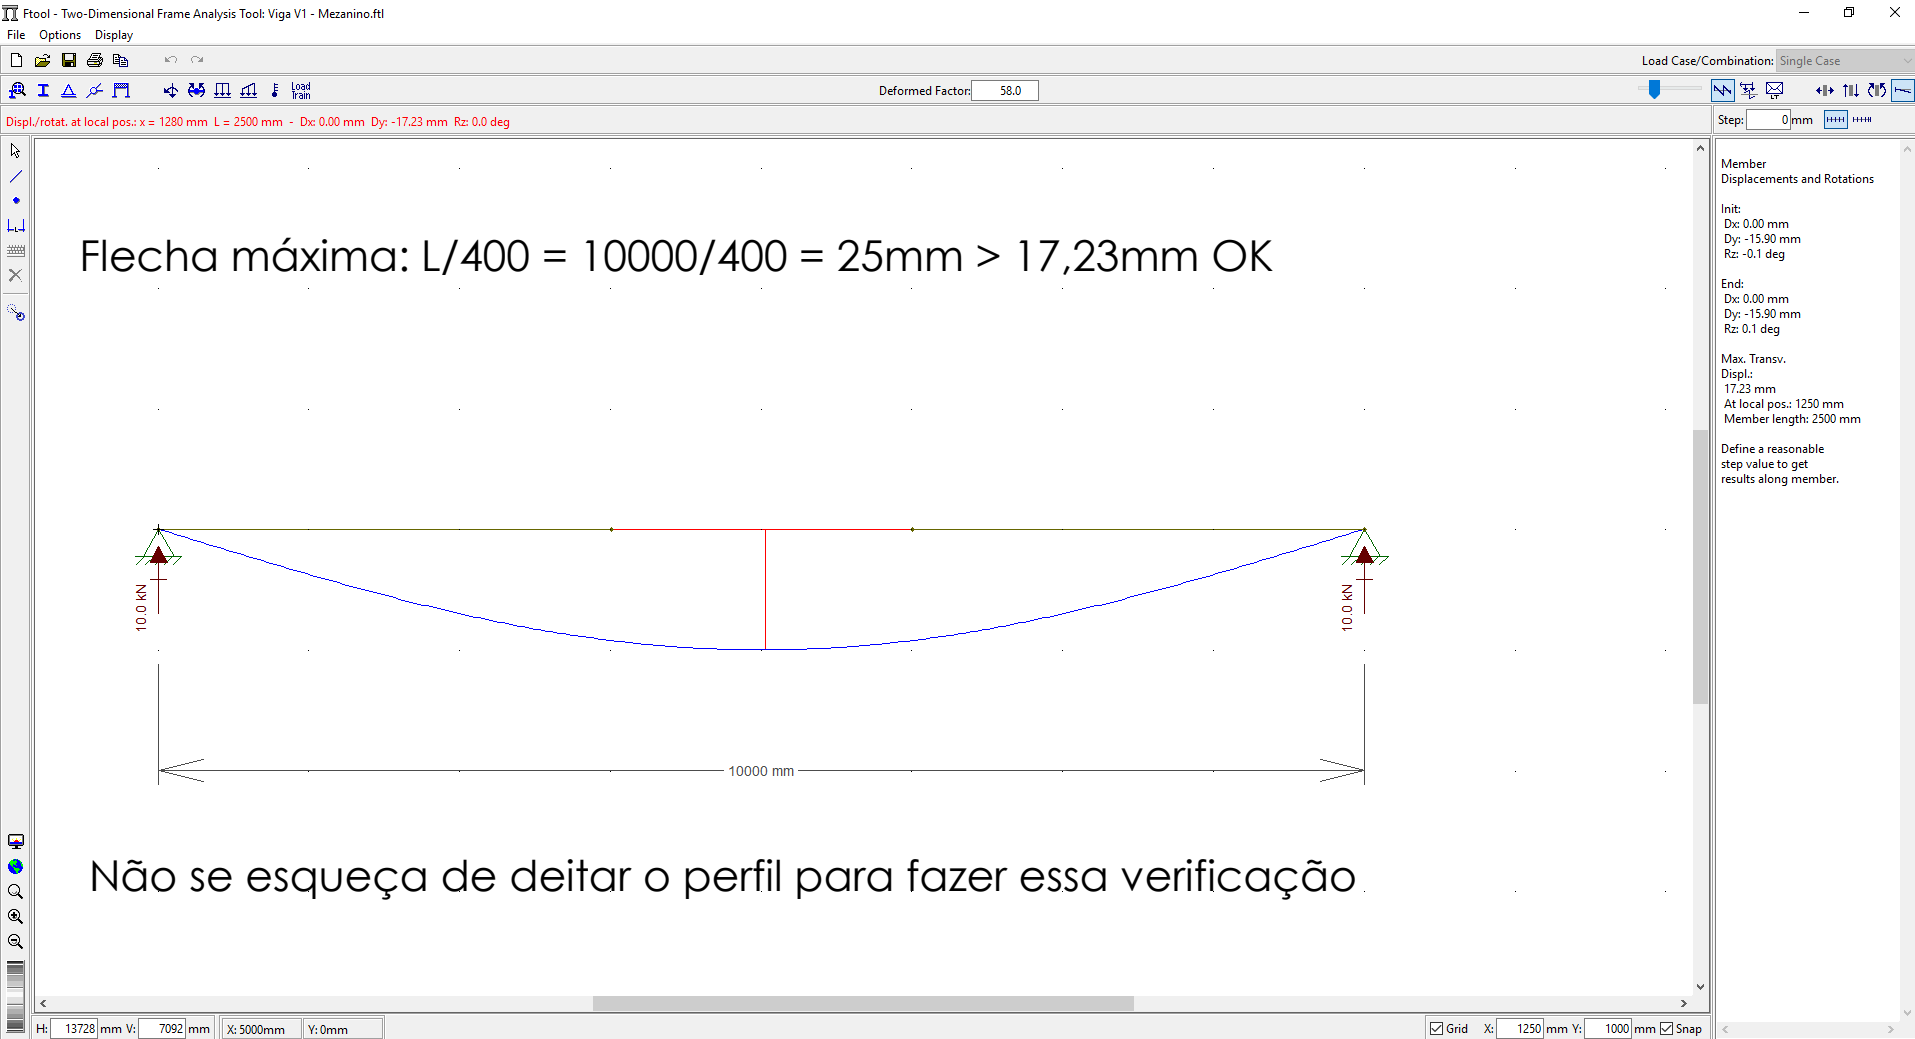 Ftool - Two-Dimensional Frame Analysis Tool: Viga V1 - Mezanino.ftl
File Options Display
Load Case/Combination: Single Case
Load Train
Deformed Factor: 58.0
Displ./rotat. at local pos.: x = 1280 mm L = 2500 mm - Dx: 0.00 mm Dy: -17.23 mm Rz: 0.0 deg
Step: 0 mm
Member
Displacements and Rotations
Init:
Dx: 0.00 mm
Dy: -15.90 mm
Rz: -0.1 deg
End:
Dx: 0.00 mm
Dy: -15.90 mm
Rz: 0.1 deg
Max. Transv.
Displ.:
17.23 mm
At local pos.: 1250 mm
Member length: 2500 mm
Define a reasonable
step value to get
results along member.
Flecha máxima: L/400 = 10000/400 = 25mm > 17,23mm OK
10.0 kN
10.0 kN
10000 mm
Não se esqueça de deitar o perfil para fazer essa verificação
H: 13728 mm V: 7092 mm X: 5000mm Y: 0mm
Grid X: 1250 mm Y: 1000 mm Snap